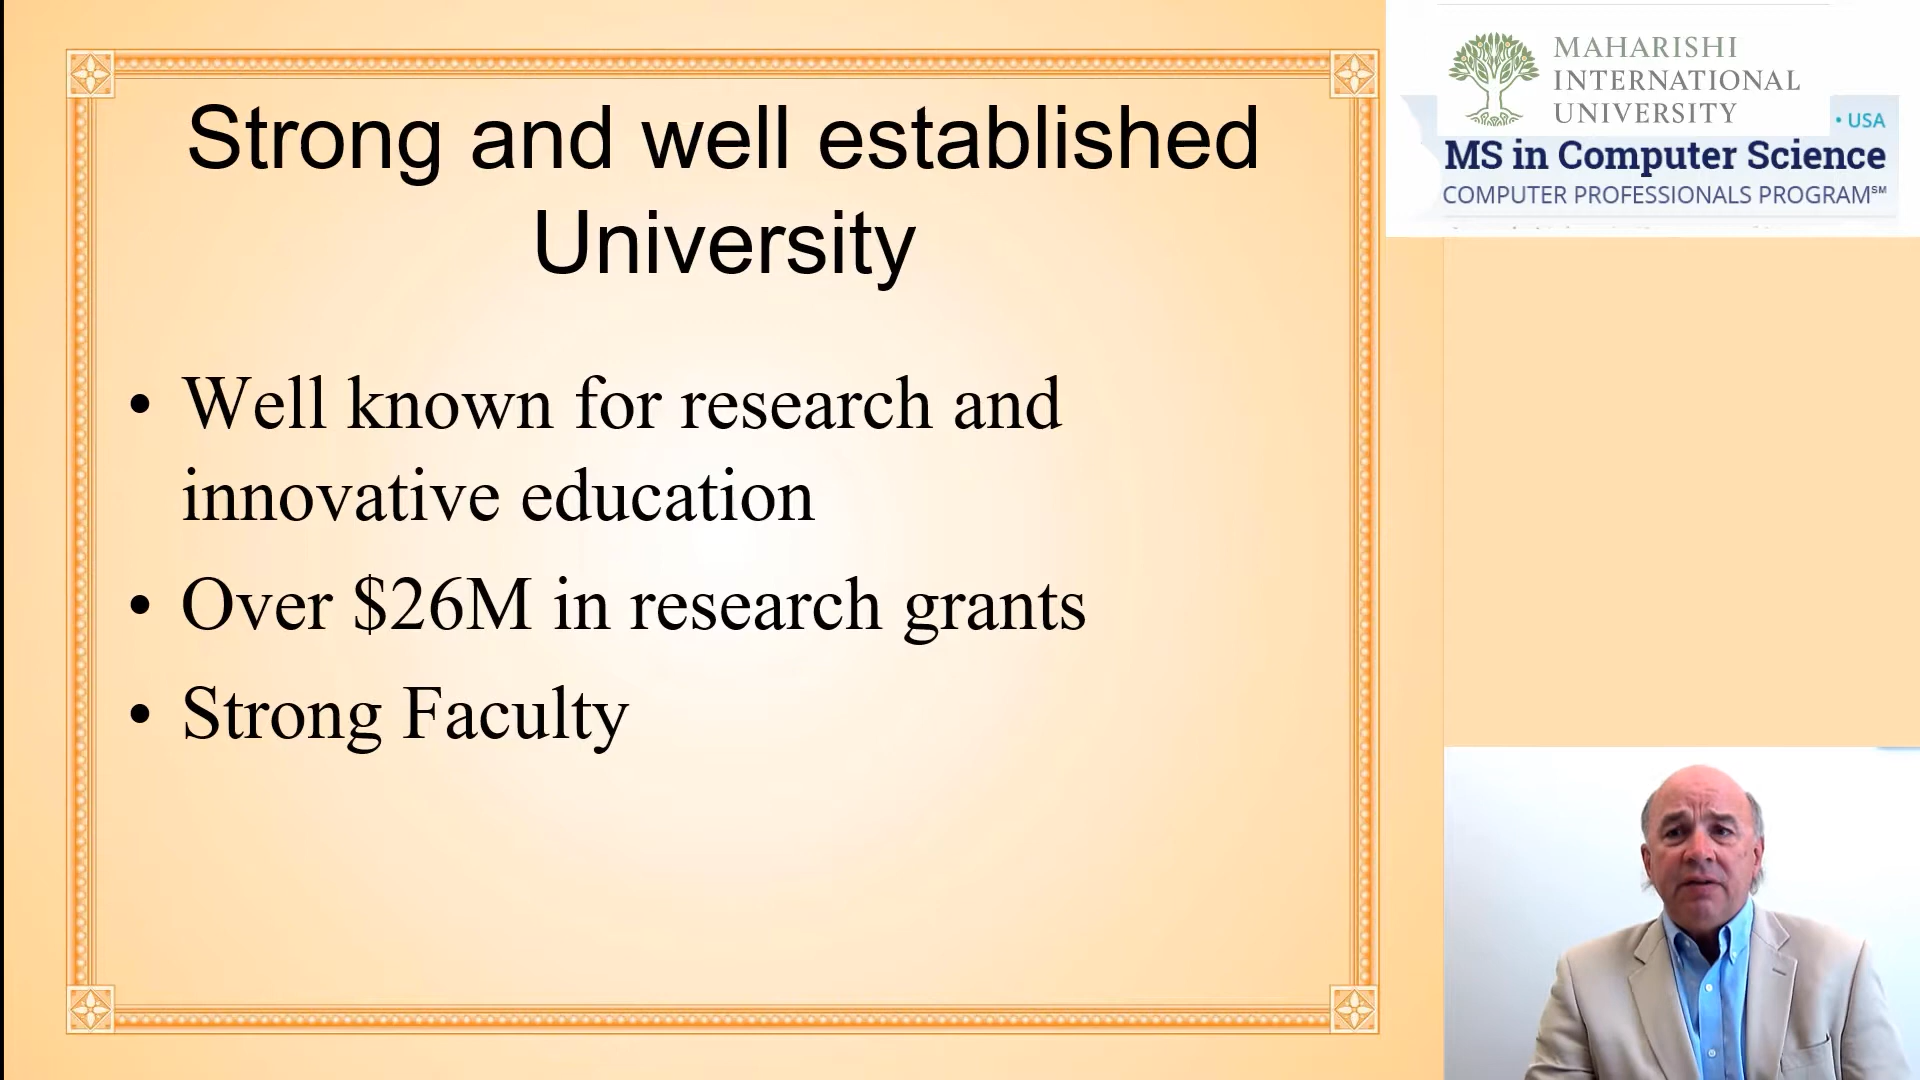 Strong and well established
University
• Well known for research and
innovative education
• Over $26M in research grants
• Strong Faculty
MAHARISHI
INTERNATIONAL
UNIVERSITY
• USA
MS in Computer Science
COMPUTER PROFESSIONALS PROGRAM℠